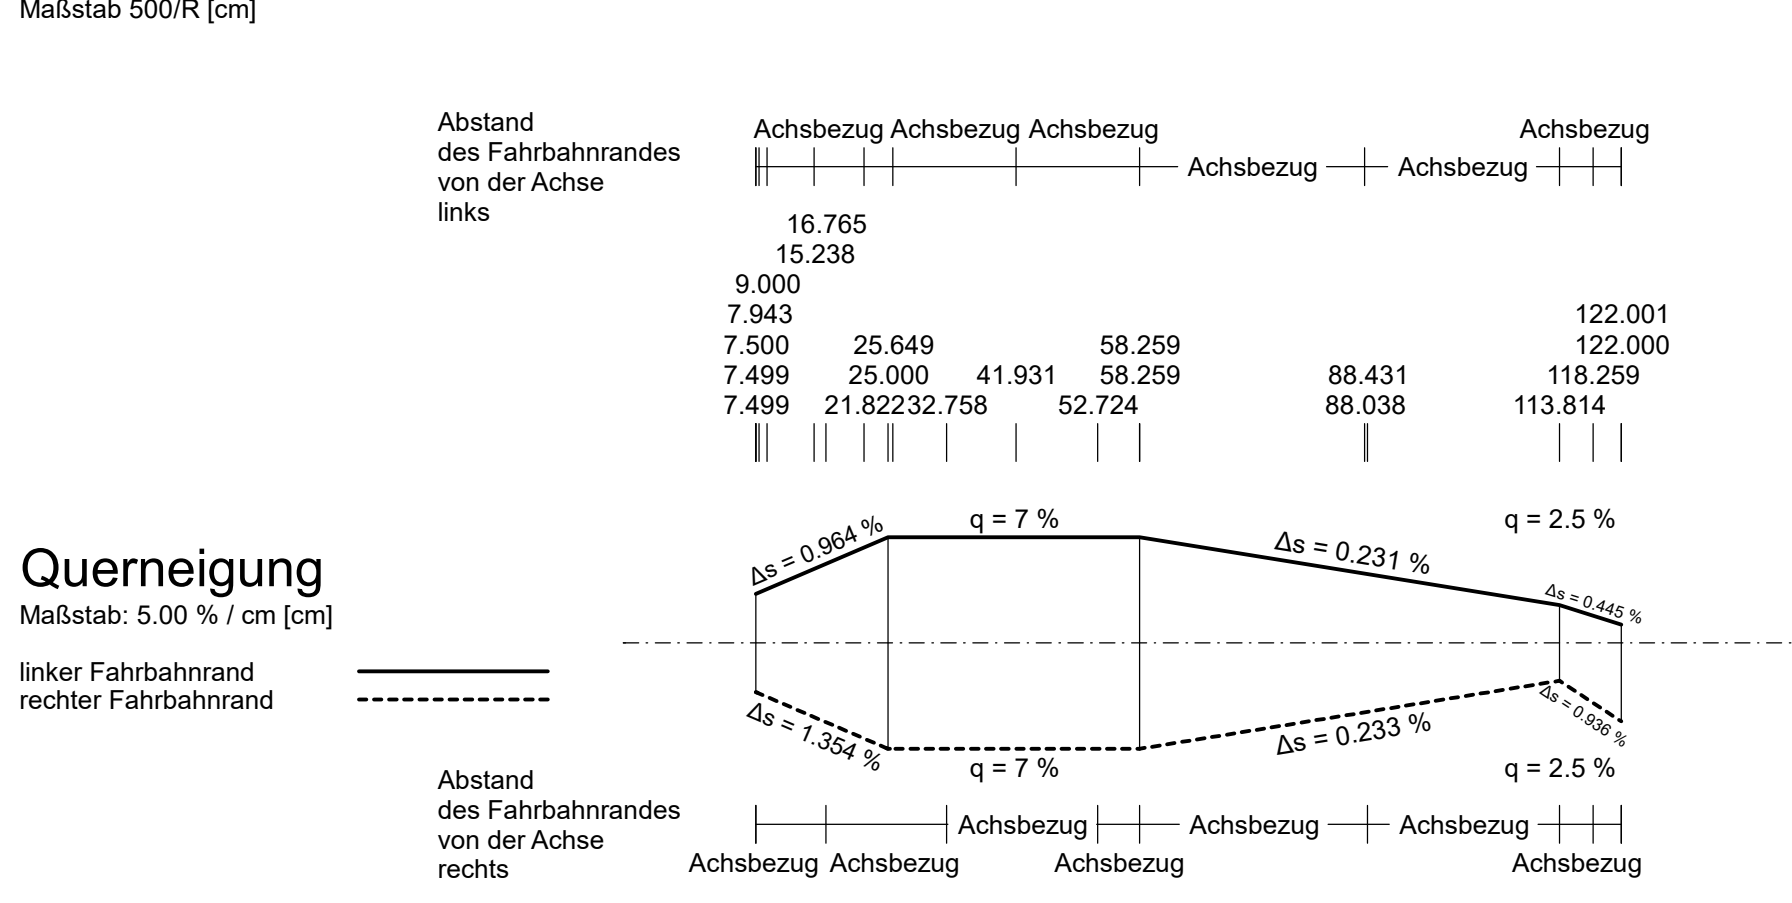 Maßstab 500/R [cm]
Abstand
des Fahrbahnrandes
von der Achse
links
Achsbezug Achsbezug Achsbezug Achsbezug
Achsbezug Achsbezug
16.765
15.238
9.000
7.943 122.001
7.500 25.649 58.259 122.000
7.499 25.000 41.931 58.259 88.431 118.259
7.499 21.822 32.758 52.724 88.038 113.814
Δs = 0.964 % q = 7 % Δs = 0.231 % q = 2.5 %
Δs = 0.445 %
Querneigung
Maßstab: 5.00 % / cm [cm]
linker Fahrbahnrand
rechter Fahrbahnrand
Δs = 1.354 % q = 7 % Δs = 0.233 % q = 2.5 %
Δs = 0.936 %
Abstand
des Fahrbahnrandes
von der Achse
rechts
Achsbezug Achsbezug Achsbezug
Achsbezug Achsbezug Achsbezug Achsbezug